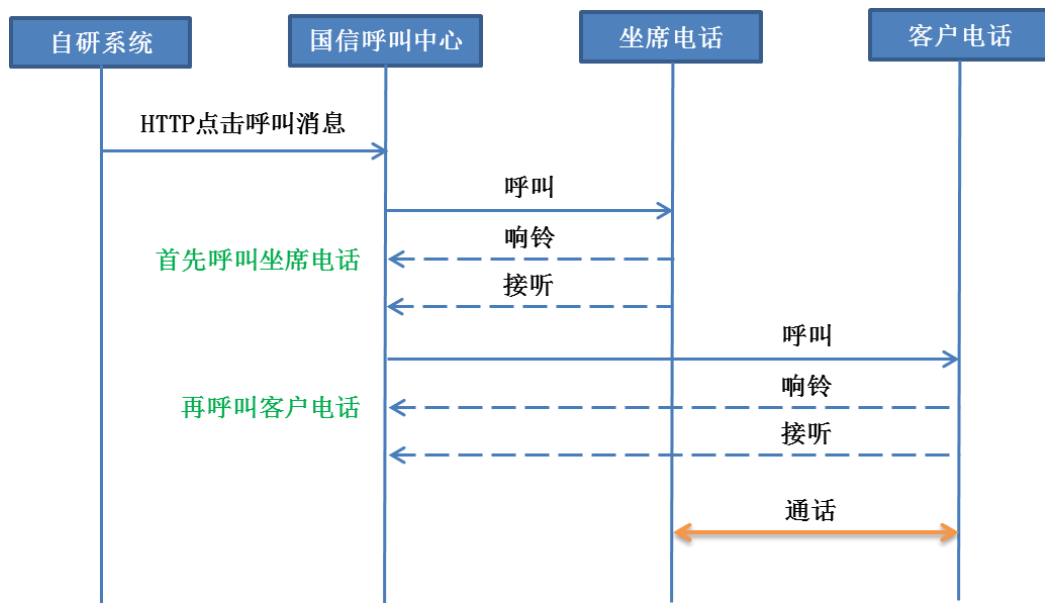 自研系统
国信呼叫中心
坐席电话
客户电话
HTTP点击呼叫消息
呼叫
响铃
首先呼叫坐席电话
接听
呼叫
响铃
再呼叫客户电话
接听
通话